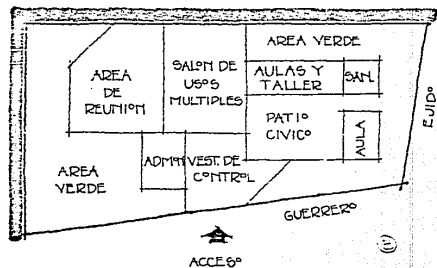 AREA VERDE
AREA
DE
REUNION
SALON DE
USOS
MULTIPLES
AULAS Y
TALLER
SAN.
PATIO
CIVICO
AULA
EJIDO
AREA
VERDE
ADMN
VEST. DE
CONTROL
GUERRERO
ACCESO